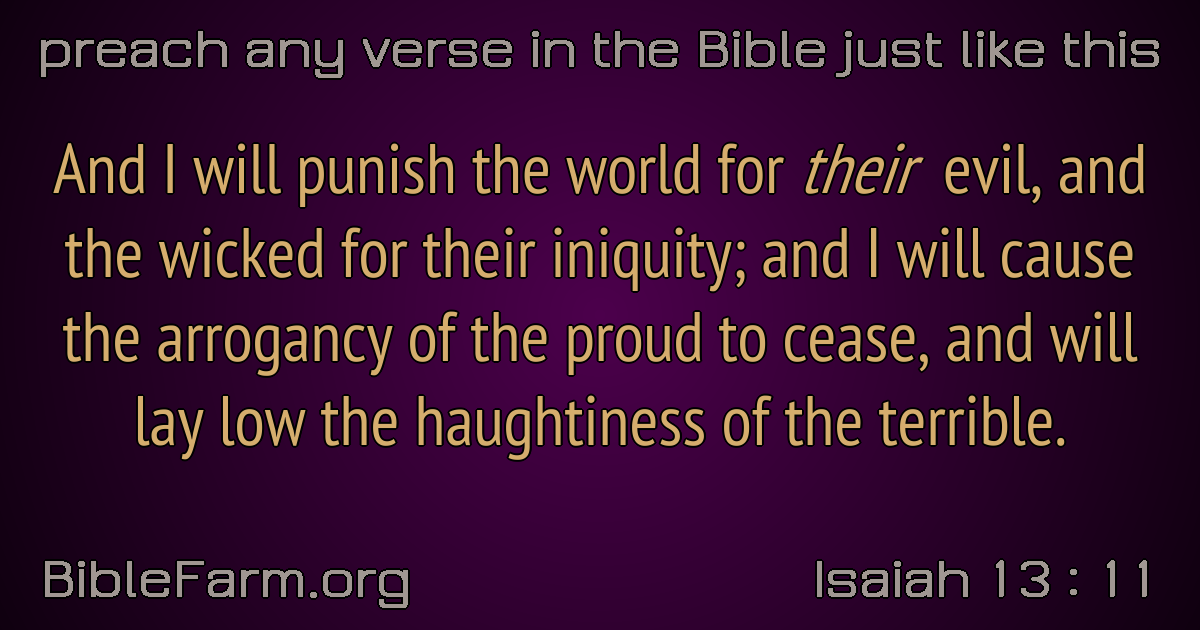 preach any verse in the Bible just like this
And I will punish the world for their evil, and
the wicked for their iniquity; and I will cause
the arrogancy of the proud to cease, and will
lay low the haughtiness of the terrible.
BibleFarm.org
Isaiah 13 : 11